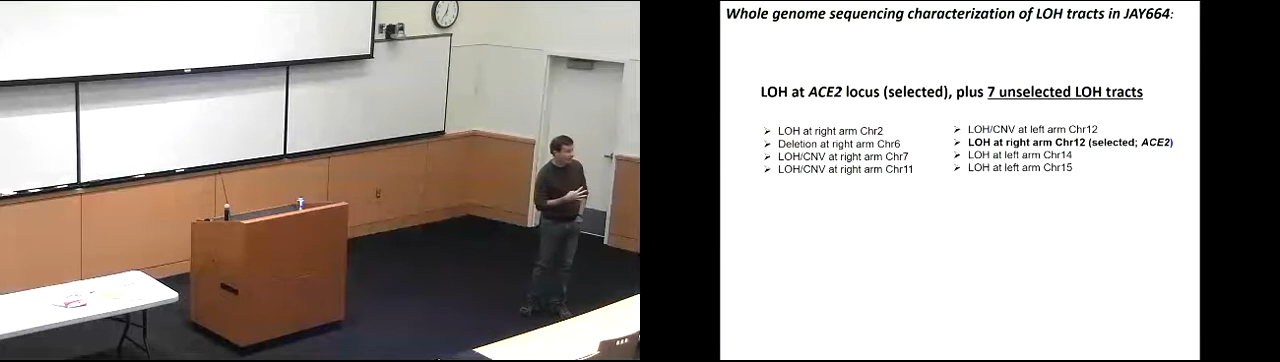 Whole genome sequencing characterization of LOH tracts in JAY664:
LOH at ACE2 locus (selected), plus 7 unselected LOH tracts
➢ LOH at right arm Chr2
➢ Deletion at right arm Chr6
➢ LOH/CNV at right arm Chr7
➢ LOH/CNV at right arm Chr11
➢ LOH/CNV at left arm Chr12
➢ LOH at right arm Chr12 (selected; ACE2)
➢ LOH at left arm Chr14
➢ LOH at left arm Chr15